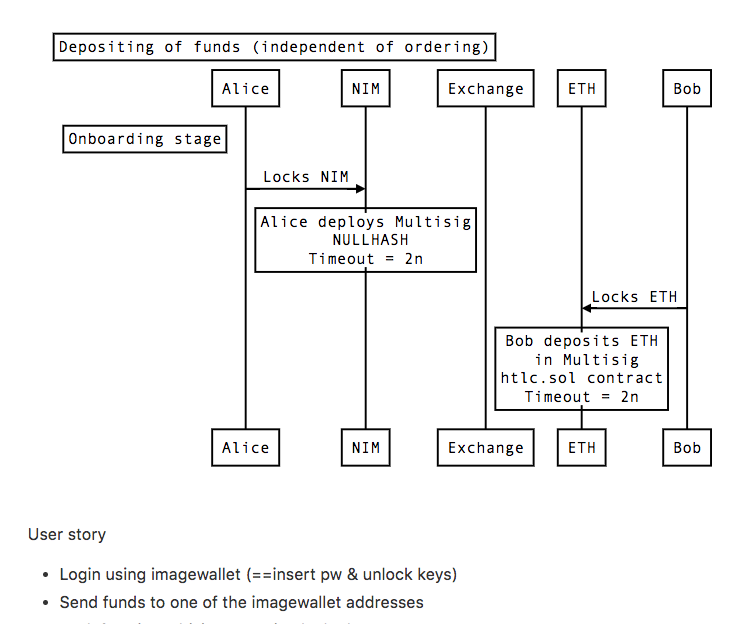 Depositing of funds (independent of ordering)
Alice NIM Exchange ETH Bob
Onboarding stage
Locks NIM
Alice deploys Multisig
NULLHASH
Timeout = 2n
Locks ETH
Bob deposits ETH
in Multisig
htlc.sol contract
Timeout = 2n
Alice NIM Exchange ETH Bob
User story
• Login using imagewallet (==insert pw & unlock keys)
• Send funds to one of the imagewallet addresses